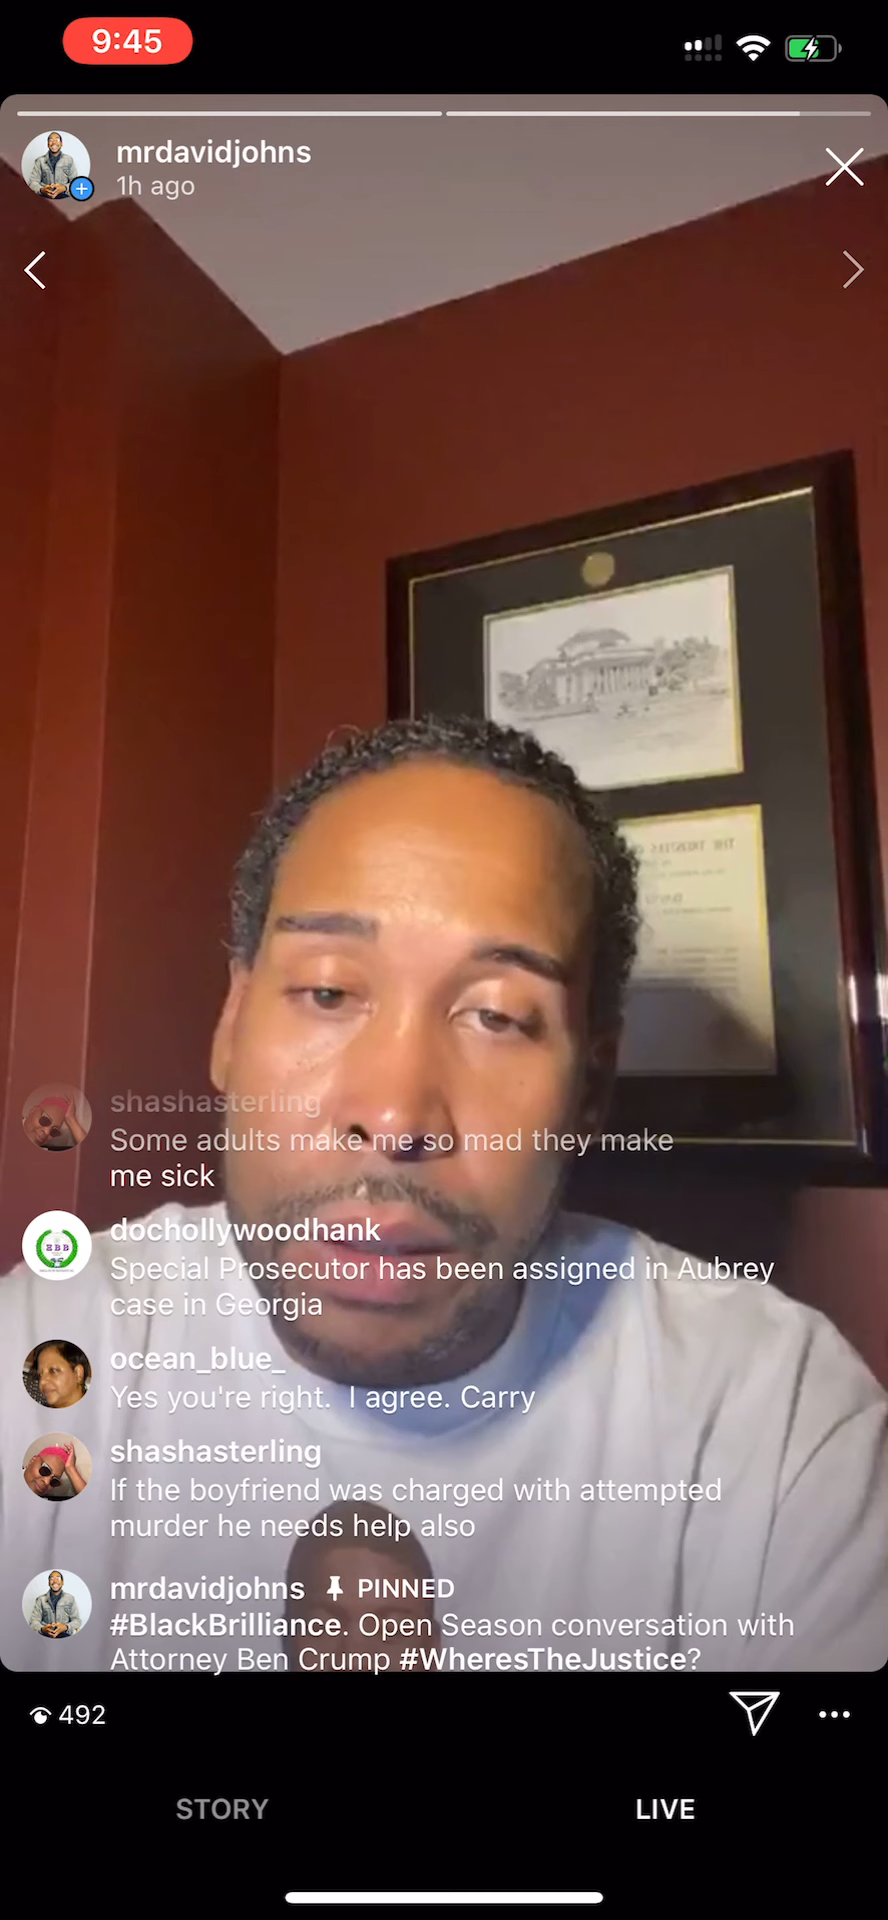 9:45
mrdavidjohns
1h ago
shashasterling
Some adults make me so mad they make
me sick
dochollywoodhank
Special Prosecutor has been assigned in Aubrey
case in Georgia
EBB
ocean_blue_
Yes you're right.  I agree. Carry
shashasterling
If the boyfriend was charged with attempted
murder he needs help also
mrdavidjohns PINNED
#BlackBrilliance. Open Season conversation with
Attorney Ben Crump #WheresTheJustice?
492
STORY
LIVE